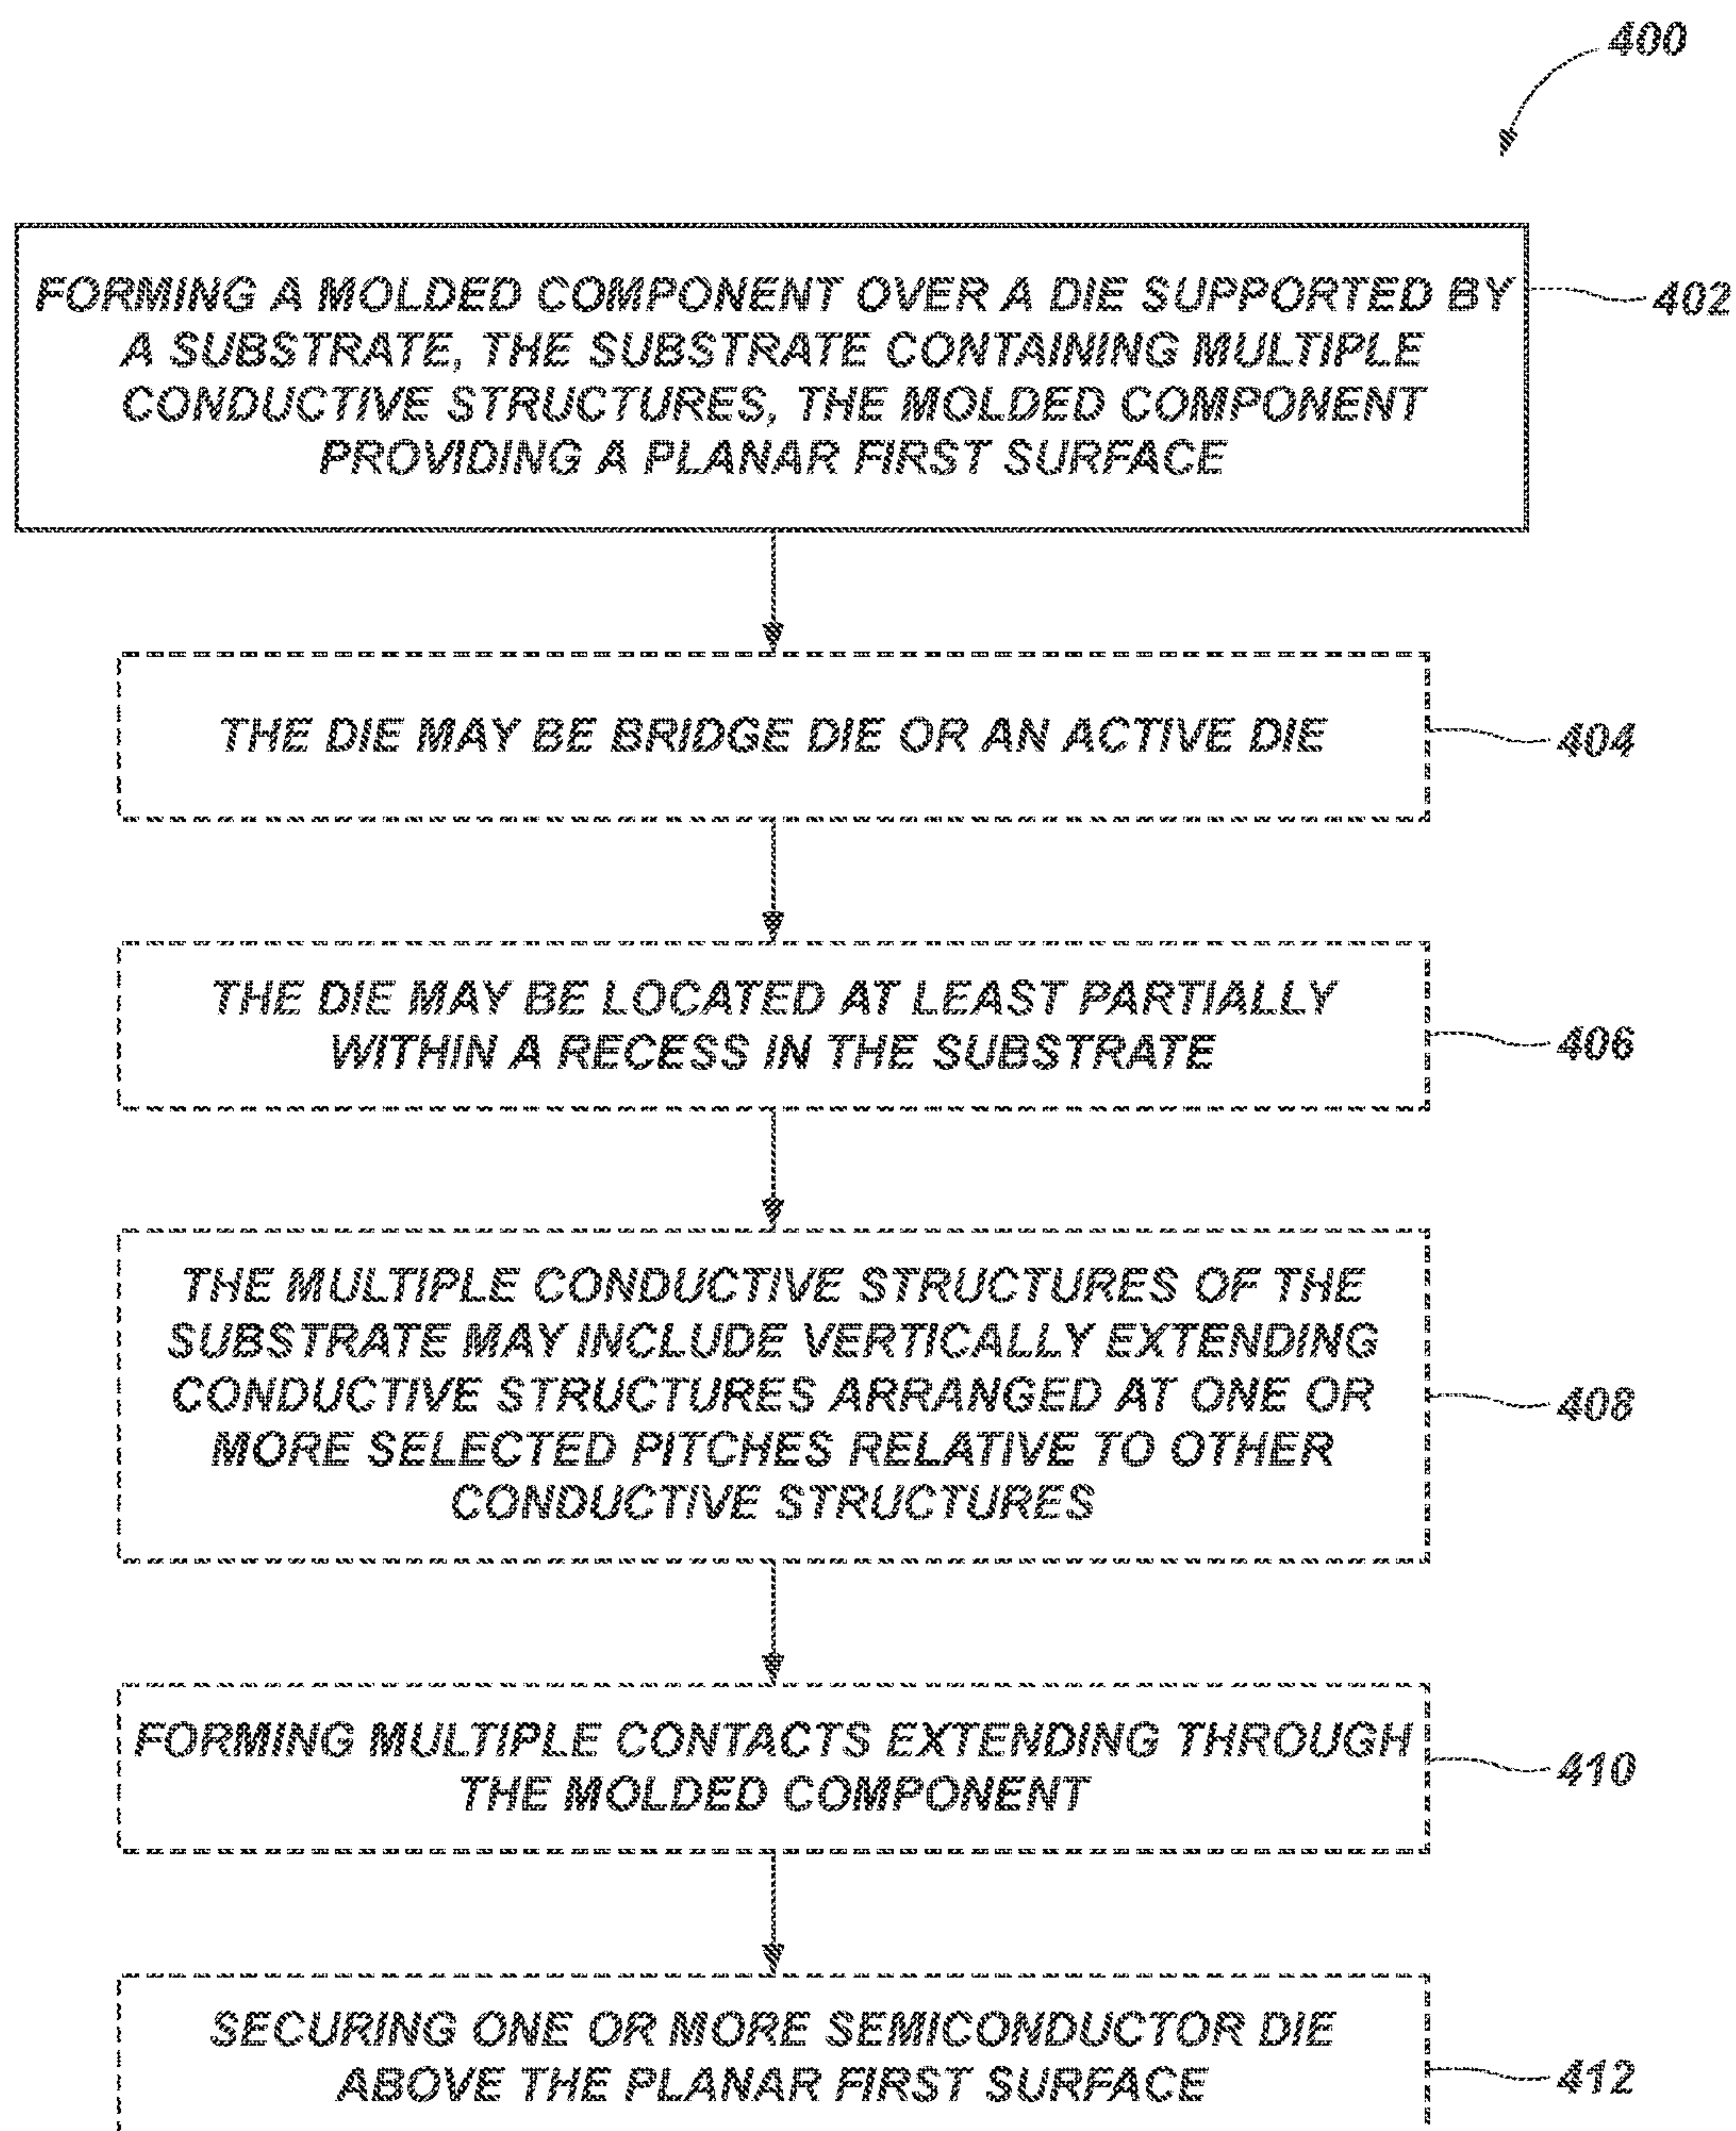 400
FORMING A MOLDED COMPONENT OVER A DIE SUPPORTED BY
A SUBSTRATE, THE SUBSTRATE CONTAINING MULTIPLE
CONDUCTIVE STRUCTURES, THE MOLDED COMPONENT
PROVIDING A PLANAR FIRST SURFACE
402
THE DIE MAY BE BRIDGE DIE OR AN ACTIVE DIE
404
THE DIE MAY BE LOCATED AT LEAST PARTIALLY
WITHIN A RECESS IN THE SUBSTRATE
406
THE MULTIPLE CONDUCTIVE STRUCTURES OF THE
SUBSTRATE MAY INCLUDE VERTICALLY EXTENDING
CONDUCTIVE STRUCTURES ARRANGED AT ONE OR
MORE SELECTED PITCHES RELATIVE TO OTHER
CONDUCTIVE STRUCTURES
408
FORMING MULTIPLE CONTACTS EXTENDING THROUGH
THE MOLDED COMPONENT
410
SECURING ONE OR MORE SEMICONDUCTOR DIE
ABOVE THE PLANAR FIRST SURFACE
412